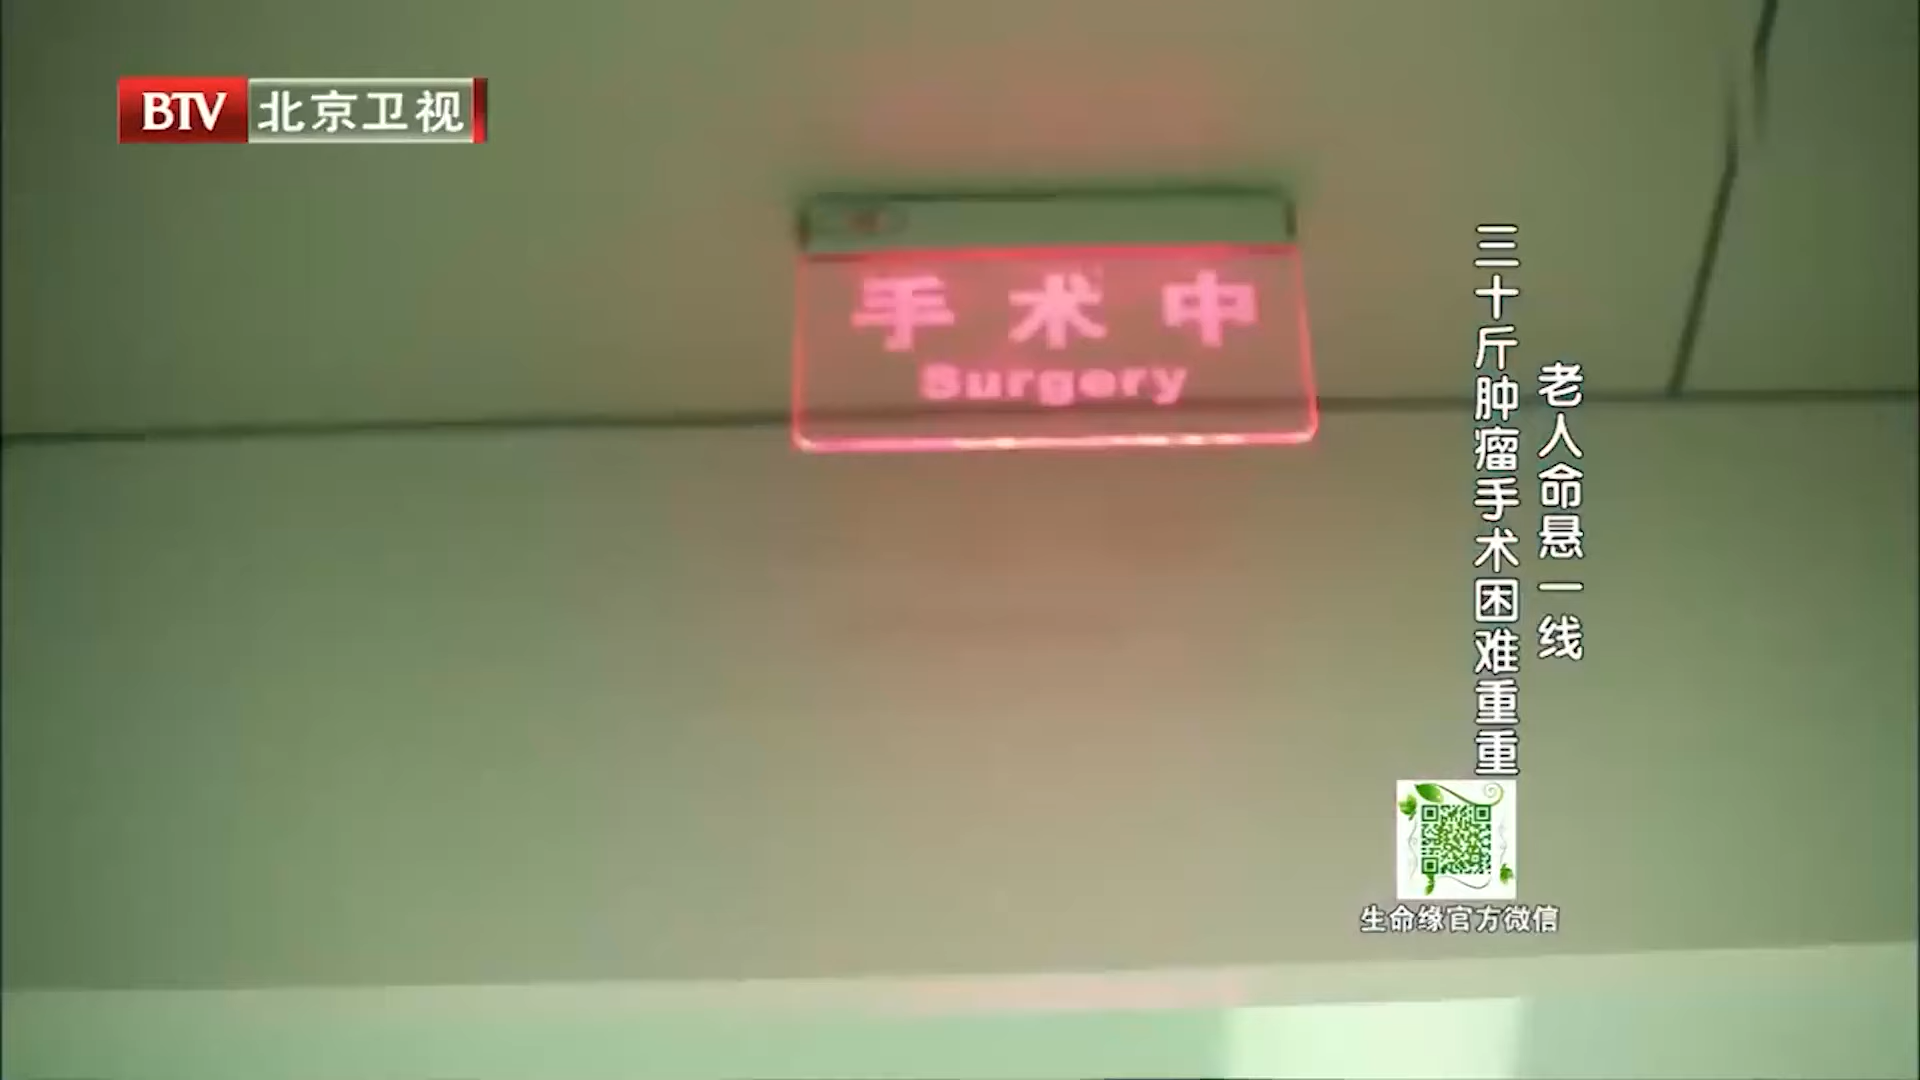 BTV 北京卫视
手术中
Surgery
老人命悬一线
三十斤肿瘤手术困难重重
生命缘官方微信